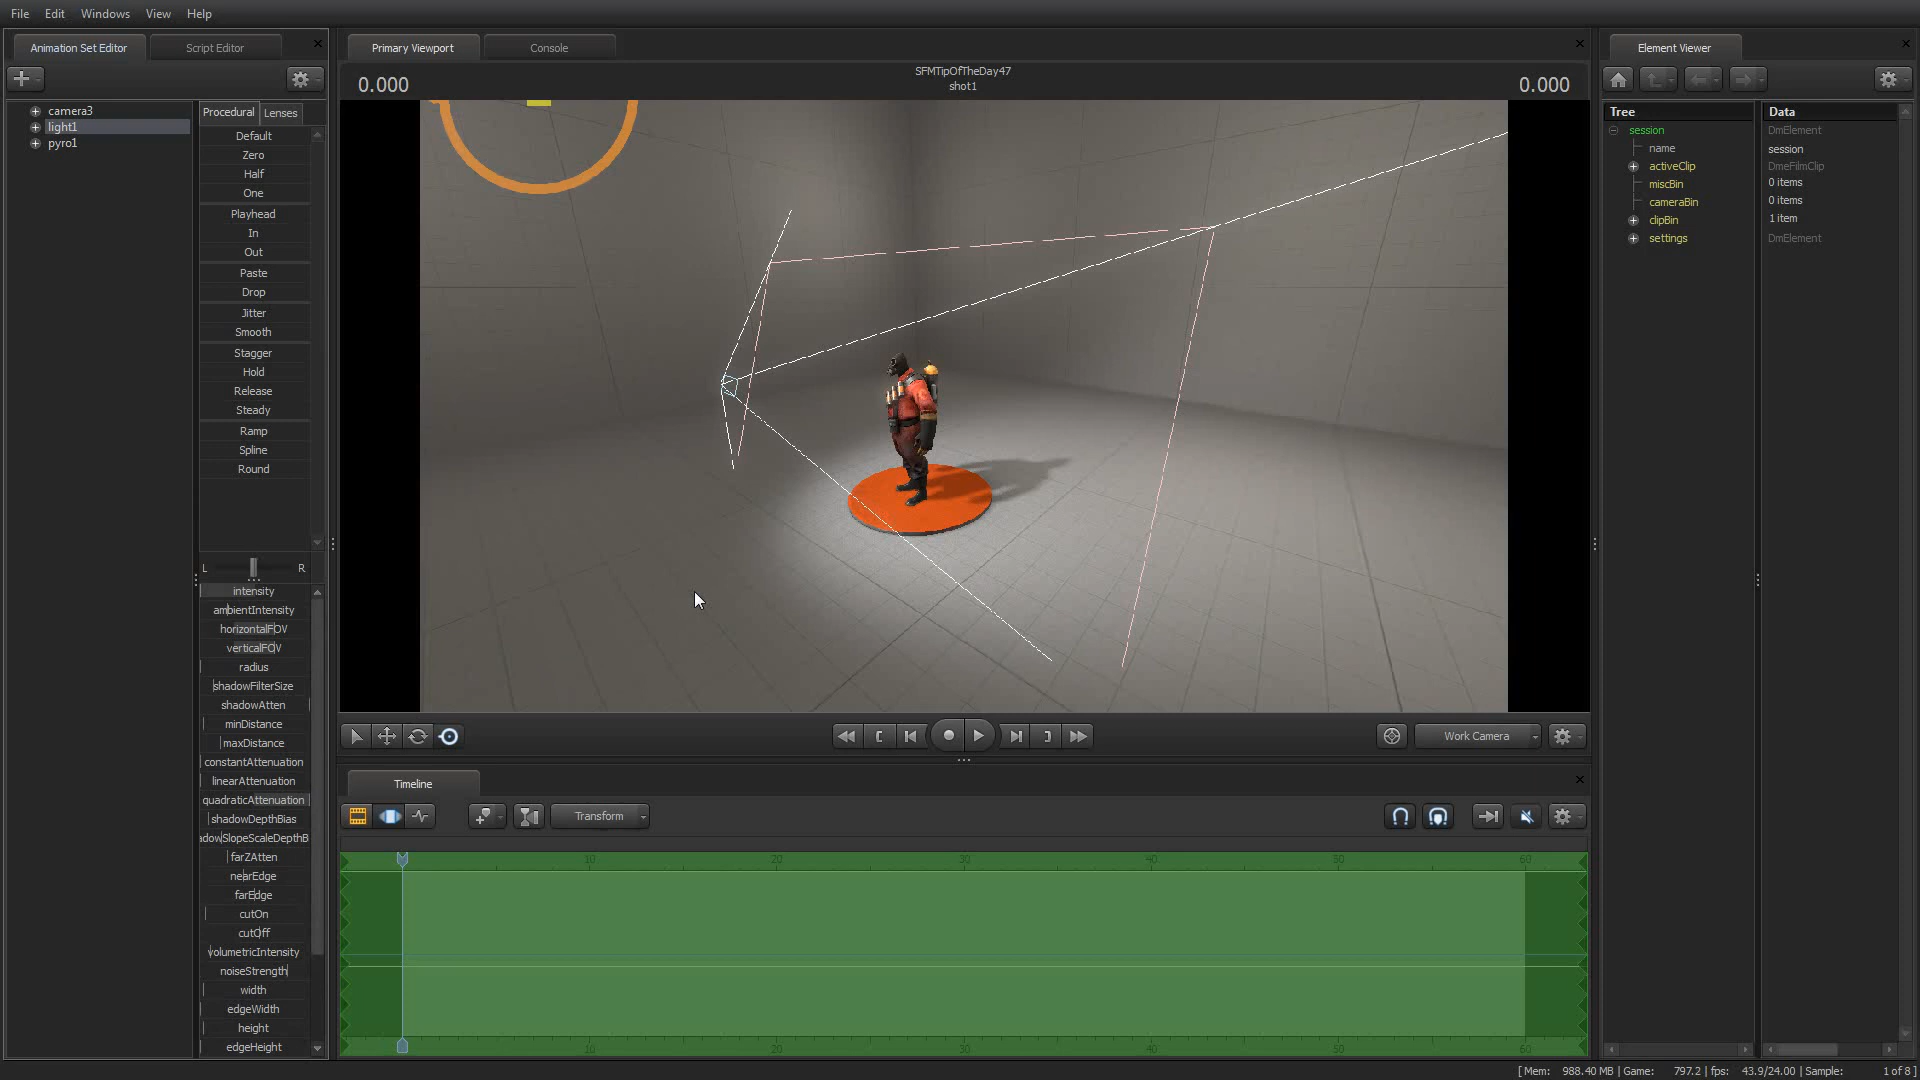 File Edit Windows View Help
Animation Set Editor Script Editor
Primary Viewport Console
Element Viewer
0.000 SFMTipOfTheDay47 0.000
shot1
camera3
light1
pyro1
Procedural Lenses
Default
Zero
Half
One
Playhead
In
Out
Paste
Drop
Jitter
Smooth
Stagger
Hold
Release
Steady
Ramp
Spline
Round
L R
intensity
ambientIntensity
horizontalFOV
verticalFOV
radius
shadowFilterSize
shadowAtten
minDistance
maxDistance
constantAttenuation
linearAttenuation
quadraticAttenuation
shadowDepthBias
adowSlopeScaleDepthB
farZAtten
nearEdge
farEdge
cutOn
cutOff
volumetricIntensity
noiseStrength
width
edgeWidth
height
edgeHeight
Tree Data
session DmElement
name session
activeClip DmeFilmClip
miscBin 0 items
cameraBin 0 items
clipBin 1 item
settings DmElement
Work Camera
Timeline
Transform
10 20 30 40 50 60
10 20 30 40 50 60
[ Mem: 988.40 MB | Game: 797.2 | fps: 43.9/24.00 | Sample: 1 of 8 ]